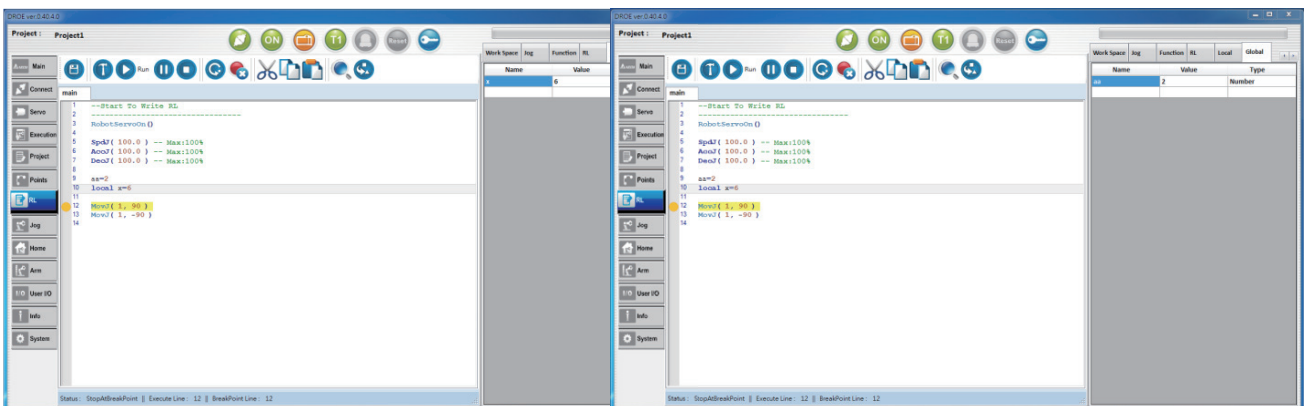 DROE ver.0.40.4.0
Project : Project1
ON
T1
Reset
Work Space Jog Function RL
Name Value
x 6
Main
Connect
Servo
Execution
Project
Points
RL
Jog
Home
Arm
I/O User I/O
Info
System
Run
main
1 --Start To Write RL
2 --------------------------------
3 RobotServoOn()
4
5 SpdJ( 100.0 ) -- Max:100%
6 AccJ( 100.0 ) -- Max:100%
7 DecJ( 100.0 ) -- Max:100%
8
9 aa=2
10 local x=6
11
12 MovJ( 1, 90 )
13 MovJ( 1, -90 )
14
Status : StopAtBreakPoint || Execute Line : 12 || BreakPoint Line : 12
DROE ver.0.40.4.0
Project : Project1
ON
T1
Reset
Work Space Jog Function RL Local Global
Name Value Type
aa 2 Number
Main
Connect
Servo
Execution
Project
Points
RL
Jog
Home
Arm
I/O User I/O
Info
System
Run
main
1 --Start To Write RL
2 --------------------------------
3 RobotServoOn()
4
5 SpdJ( 100.0 ) -- Max:100%
6 AccJ( 100.0 ) -- Max:100%
7 DecJ( 100.0 ) -- Max:100%
8
9 aa=2
10 local x=6
11
12 MovJ( 1, 90 )
13 MovJ( 1, -90 )
14
Status : StopAtBreakPoint || Execute Line : 12 || BreakPoint Line : 12